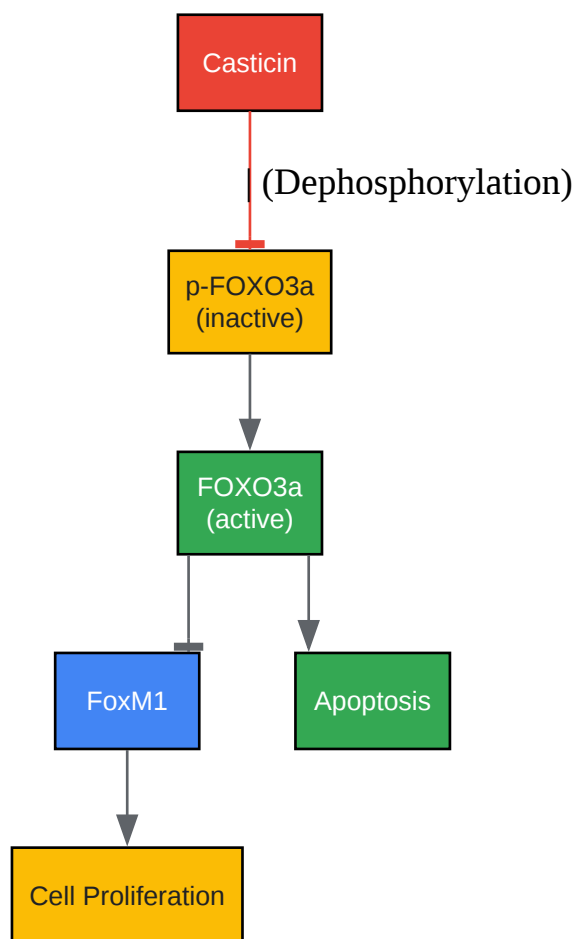 Casticin
| (Dephosphorylation)
p-FOXO3a
(inactive)
FOXO3a
(active)
FoxM1
Apoptosis
Cell Proliferation